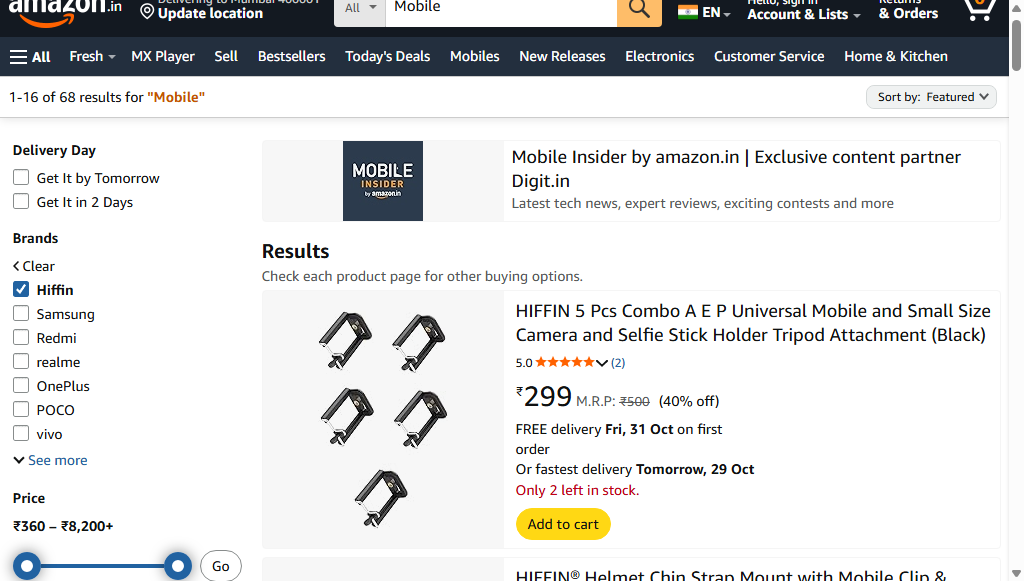 amazon.in
Delivering to Mumbai 400001
Update location
All
Mobile
EN
Hello, sign in
Account & Lists
Returns
& Orders
0
All
Fresh
MX Player
Sell
Bestsellers
Today's Deals
Mobiles
New Releases
Electronics
Customer Service
Home & Kitchen
1-16 of 68 results for "Mobile"
Sort by: Featured
Delivery Day
Get It by Tomorrow
Get It in 2 Days
Brands
Clear
Hiffin
Samsung
Redmi
realme
OnePlus
POCO
vivo
See more
Price
₹360 – ₹8,200+
Go
MOBILE
INSIDER
by amazon.in
Mobile Insider by amazon.in | Exclusive content partner
Digit.in
Latest tech news, expert reviews, exciting contests and more
Results
Check each product page for other buying options.
HIFFIN 5 Pcs Combo A E P Universal Mobile and Small Size
Camera and Selfie Stick Holder Tripod Attachment (Black)
5.0 (2)
₹299 M.R.P: ₹500 (40% off)
FREE delivery Fri, 31 Oct on first
order
Or fastest delivery Tomorrow, 29 Oct
Only 2 left in stock.
Add to cart
HIFFIN® Helmet Chin Strap Mount with Mobile Clip &